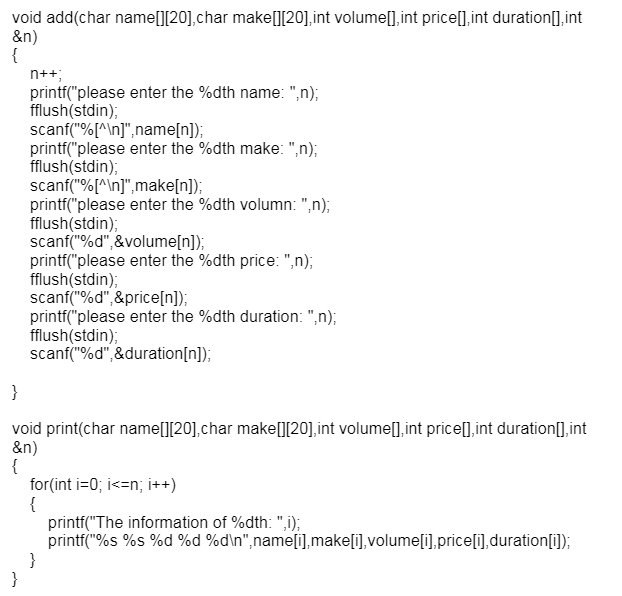 void add(char name[][20],char make[][20],int volume[],int price[],int duration[],int
&n)
{
n++;
printf("please enter the %dth name: ",n);
fflush(stdin);
scanf("%[^\n]",name[n]);
printf("please enter the %dth make: ",n);
fflush(stdin);
scanf("%[^\n]",make[n]);
printf("please enter the %dth volumn: ",n);
fflush(stdin);
scanf("%d",&volume[n]);
printf("please enter the %dth price: ",n);
fflush(stdin);
scanf("%d",&price[n]);
printf("please enter the %dth duration: ",n);
fflush(stdin);
scanf("%d",&duration[n]);
}
void print(char name[][20],char make[][20],int volume[],int price[],int duration[],int
&n)
{
for(int i=0; i<=n; i++)
{
printf("The information of %dth: ",i);
printf("%s %s %d %d %d\n",name[i],make[i],volume[i],price[i],duration[i]);
}
}